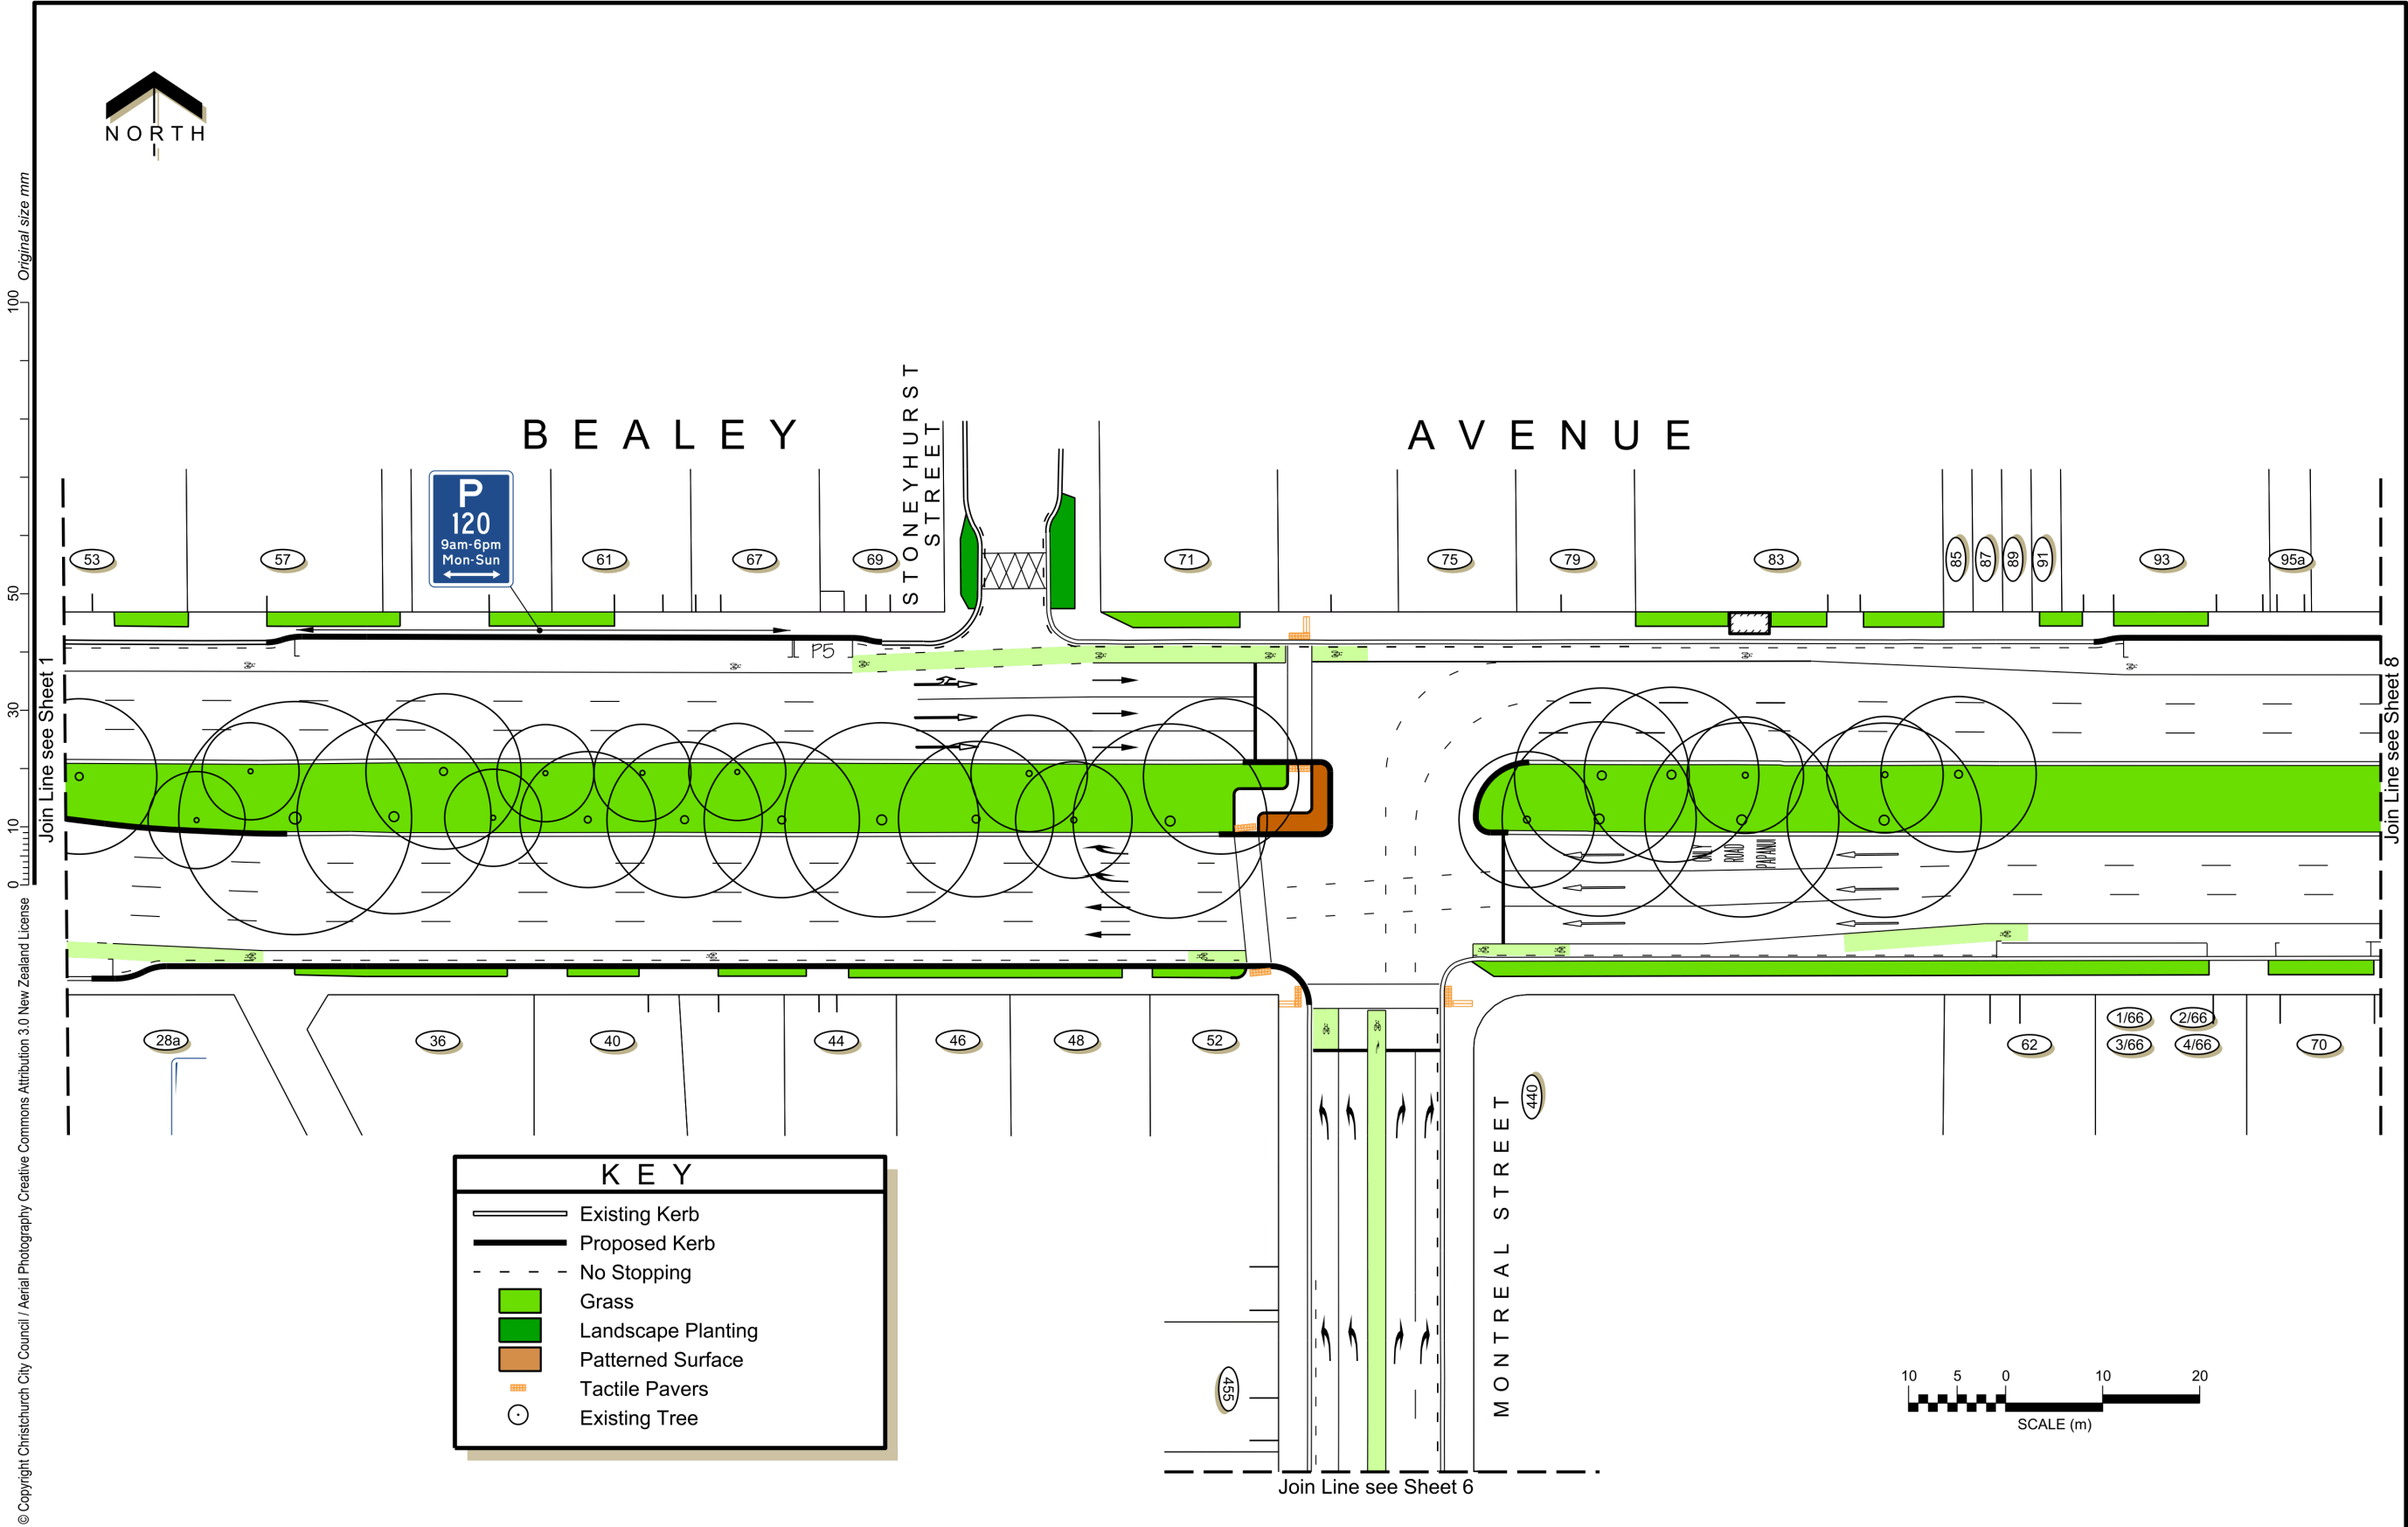 NORTH
Original size mm
100
50
30
10
0
© Copyright Christchurch City Council / Aerial Photography Creative Commons Attribution 3.0 New Zealand License
Join Line see Sheet 1
BEALEY
AVENUE
STONEYHURST
STREET
P
120
9am-6pm
Mon-Sun
53
57
61
67
69
71
75
79
83
85
87
89
91
93
95a
P5
ONLY
ROAD
PAPANUI
Join Line see Sheet 8
28a
36
40
44
46
48
52
440
62
1/66
2/66
3/66
4/66
70
455
MONTREAL STREET
KEY
Existing Kerb
Proposed Kerb
No Stopping
Grass
Landscape Planting
Patterned Surface
Tactile Pavers
Existing Tree
10 5 0 10 20
SCALE (m)
Join Line see Sheet 6